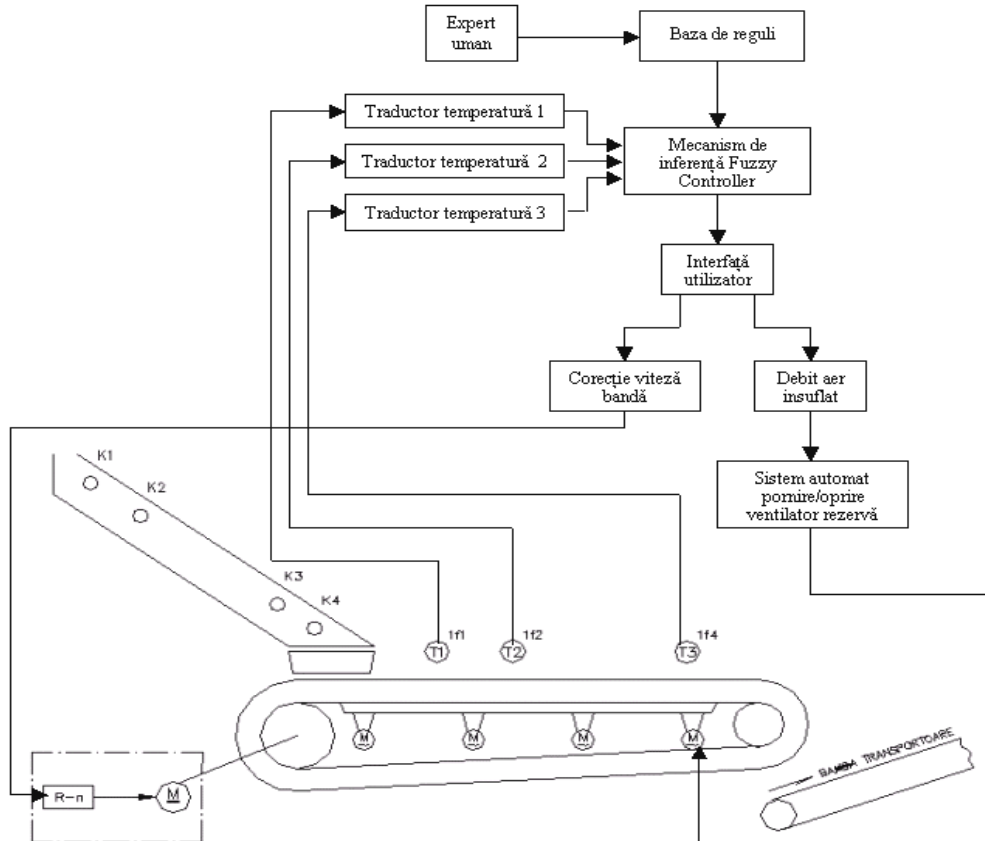 Expert
uman
Baza de reguli
Traductor temperatură 1
Traductor temperatură 2
Traductor temperatură 3
Mecanism de
inferență Fuzzy
Controller
Interfață
utilizator
Corecție viteză
bandă
Debit aer
insuflat
Sistem automat
pornire/oprire
ventilator rezervă
K1
K2
K3
K4
T1
1f1
T2
1f2
T3
1f4
M
M
M
M
R-n
M
BANDA TRANSPORTOARE